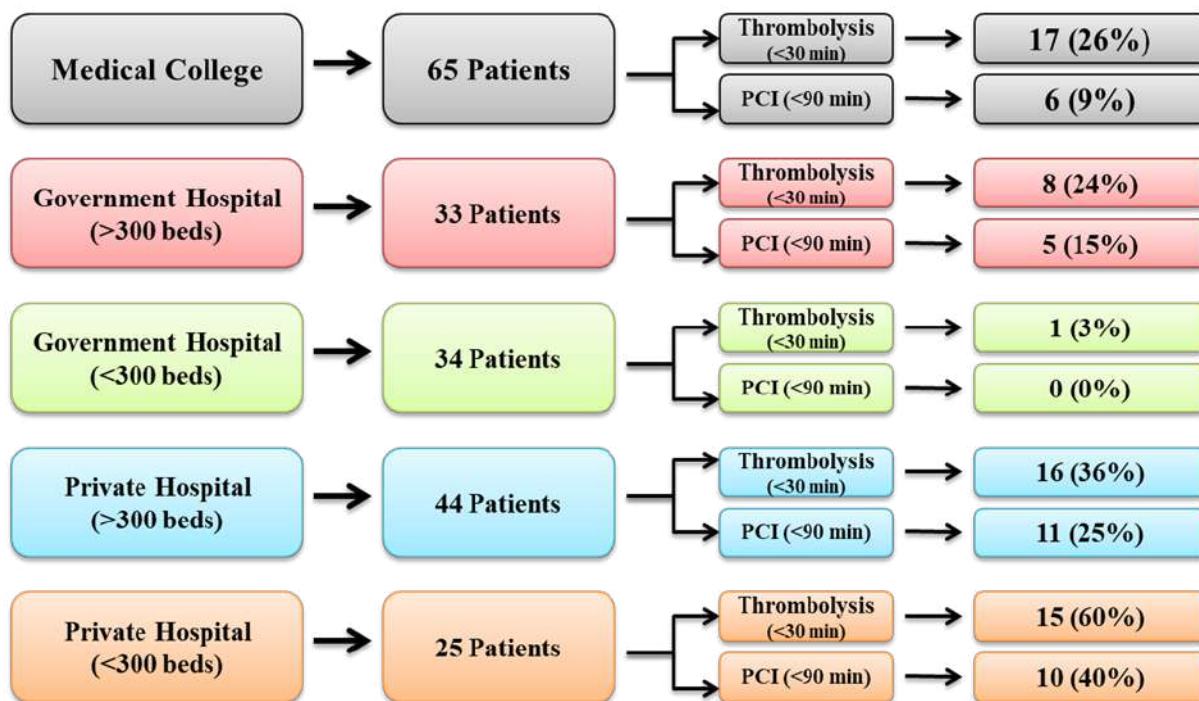 Medical College
65 Patients
Thrombolysis
(<30 min)
17 (26%)
PCI (<90 min)
6 (9%)
Government Hospital
(>300 beds)
33 Patients
Thrombolysis
(<30 min)
8 (24%)
PCI (<90 min)
5 (15%)
Government Hospital
(<300 beds)
34 Patients
Thrombolysis
(<30 min)
1 (3%)
PCI (<90 min)
0 (0%)
Private Hospital
(>300 beds)
44 Patients
Thrombolysis
(<30 min)
16 (36%)
PCI (<90 min)
11 (25%)
Private Hospital
(<300 beds)
25 Patients
Thrombolysis
(<30 min)
15 (60%)
PCI (<90 min)
10 (40%)